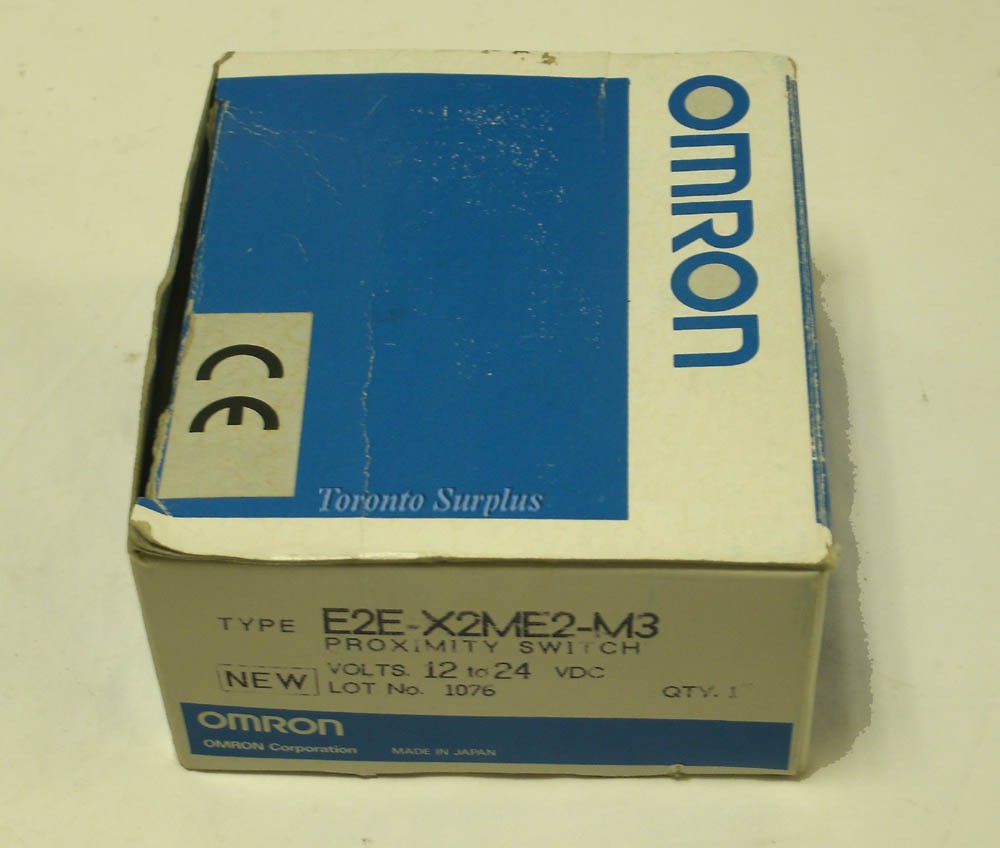 OMRON
CE
Toronto Surplus
TYPE E2E-X2ME2-M3
PROXIMITY SWITCH
NEW VOLTS. 12 to 24 VDC
LOT No. 1076 QTY. 1
OMRON
OMRON Corporation MADE IN JAPAN